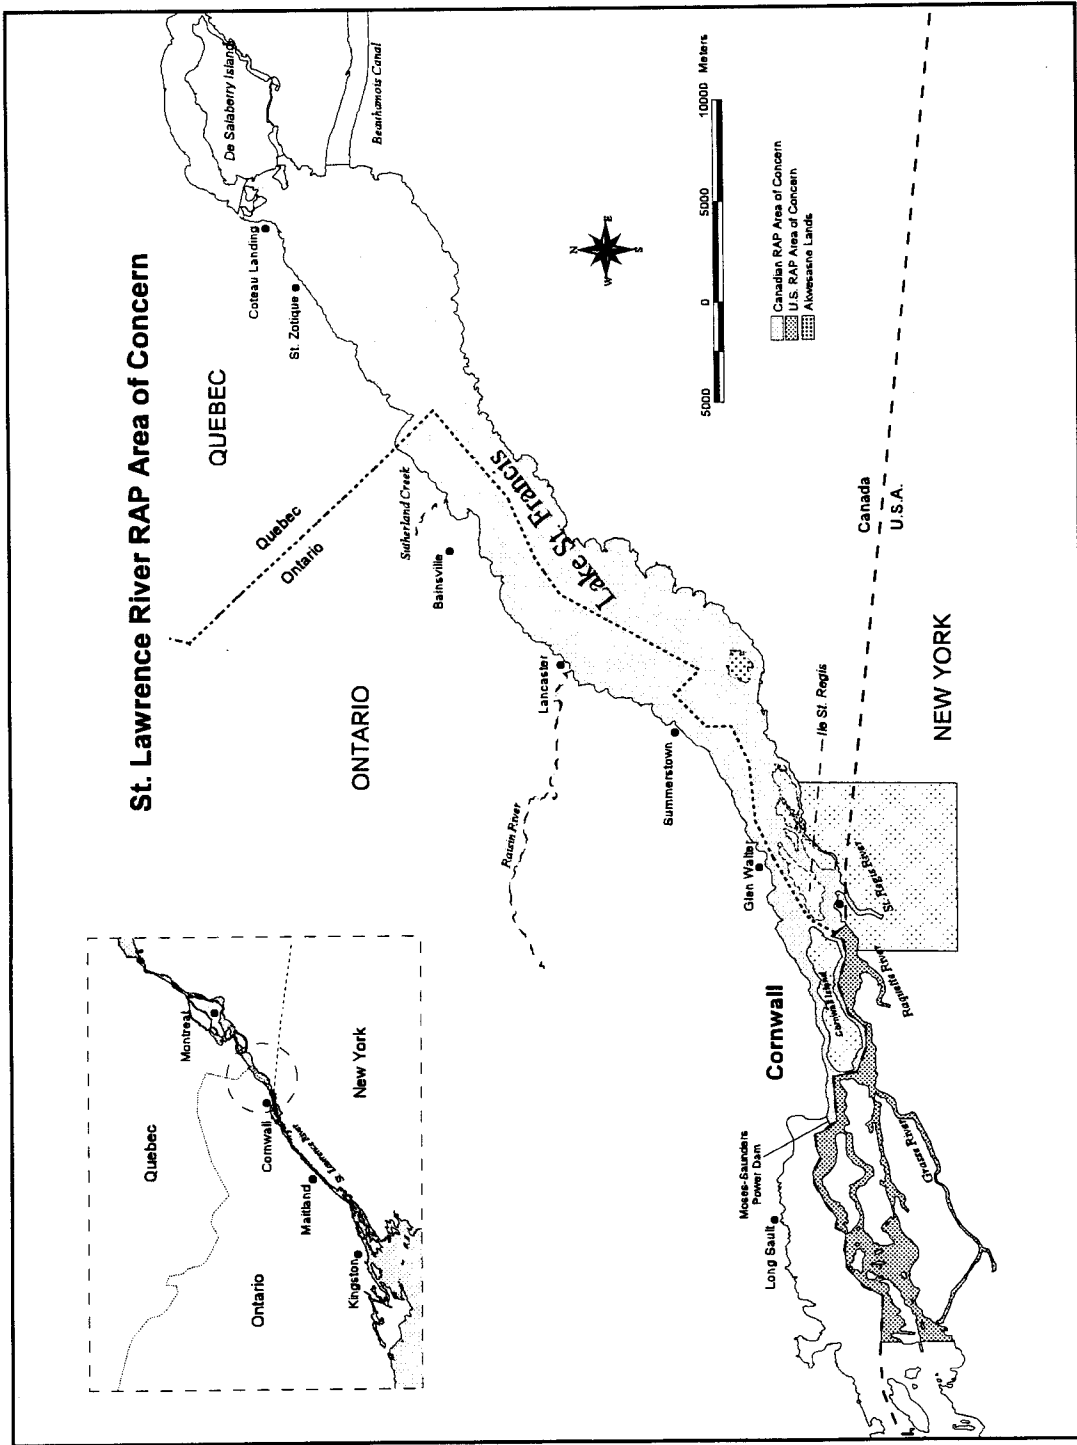 St. Lawrence River RAP Area of Concern
Quebec
Ontario
New York
Montreal
Cornwall
Maitland
Kingston
St. Lawrence River
QUEBEC
ONTARIO
NEW YORK
Quebec
Ontario
De Salaberry Islands
Beauharnois Canal
Coteau Landing
St. Zotique
Sutherland Creek
Bainsville
Lancaster
Raisin River
Lake St. Francis
Summerstown
Glen Walter
Ile St. Regis
Cornwall
Cornwall Island
St. Regis River
Raquette River
Grasse River
Moses-Saunders
Power Dam
Long Sault
Canada
U.S.A.
N
E
S
W
5000
0
5000
10000
Meters
Canadian RAP Area of Concern
U.S. RAP Area of Concern
Akwesasne Lands